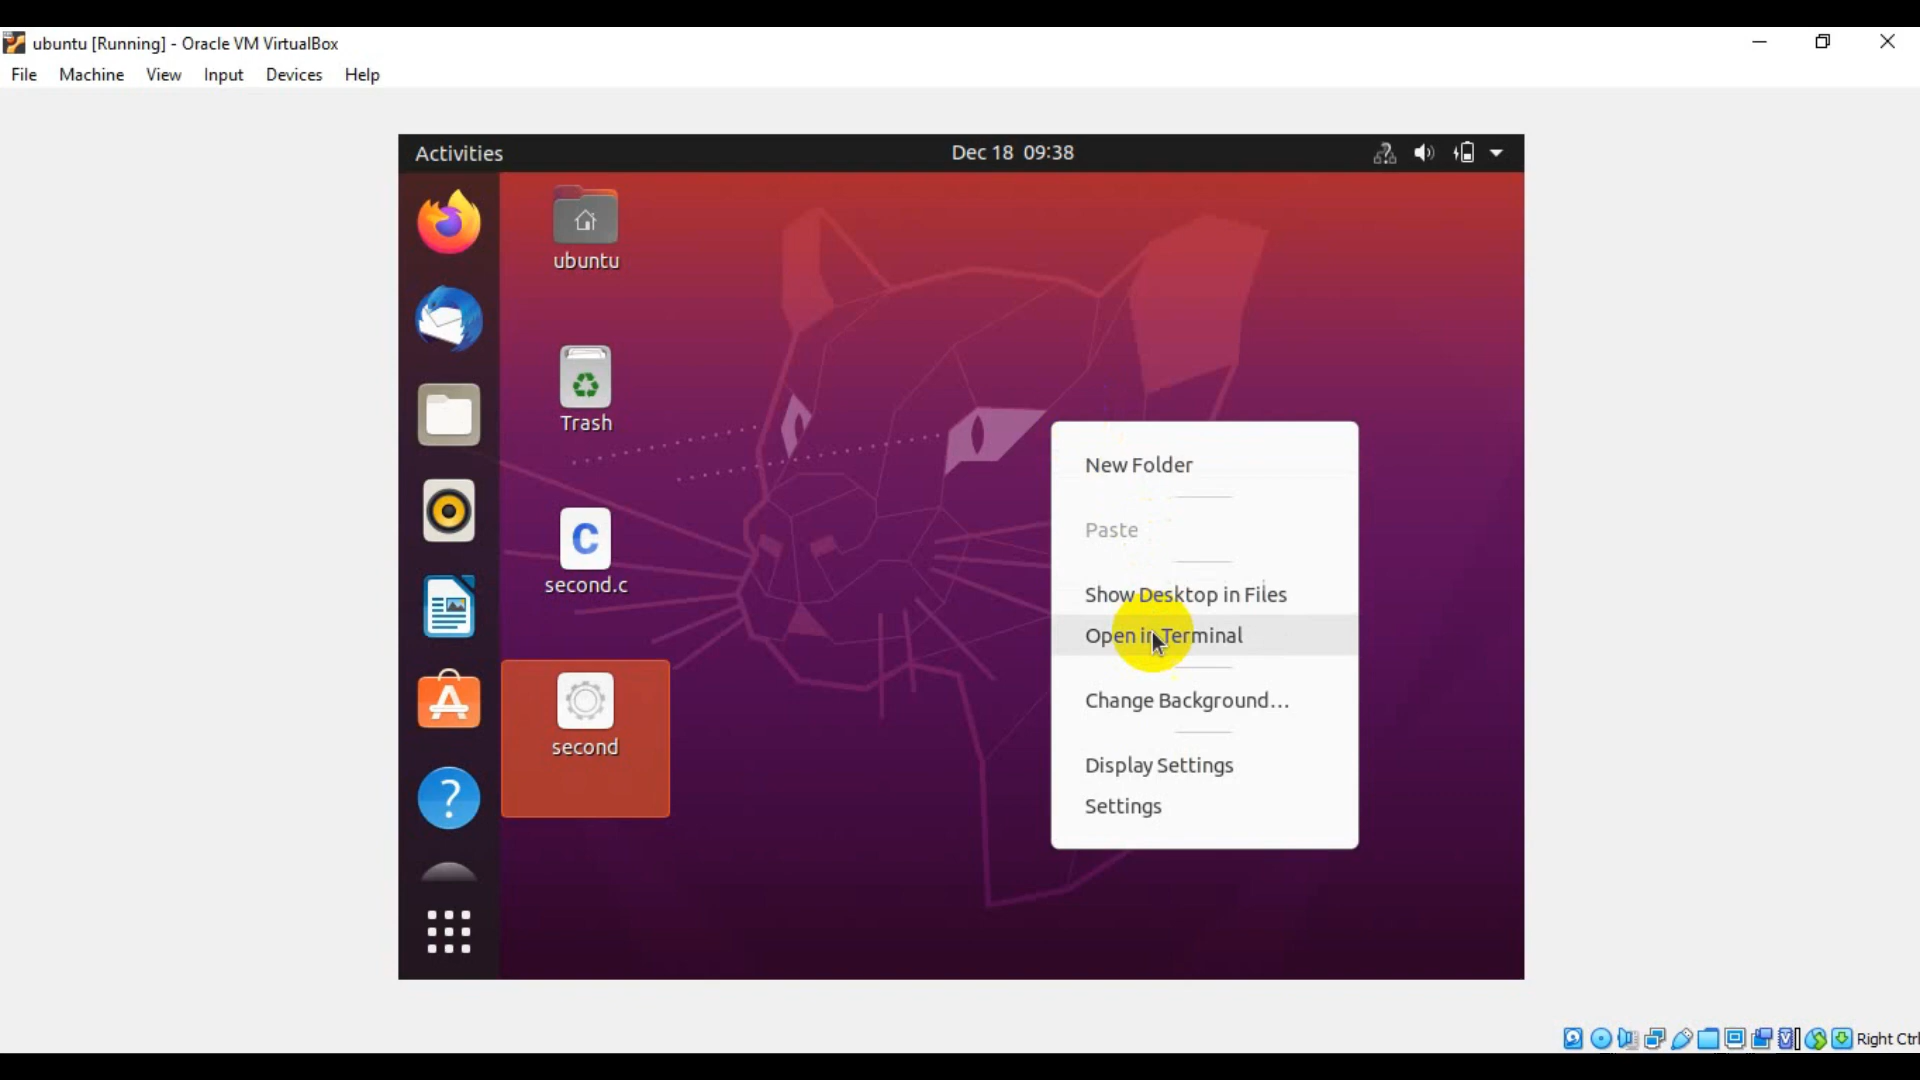 ubuntu [Running] - Oracle VM VirtualBox
File Machine View Input Devices Help
Activities
Dec 18 09:38
ubuntu
Trash
second.c
second
New Folder
Paste
Show Desktop in Files
Open in Terminal
Change Background...
Display Settings
Settings
Right Ctrl